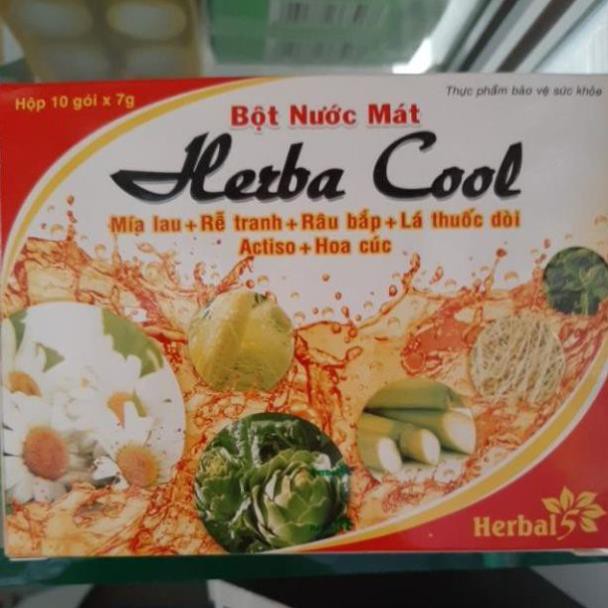 Hộp 10 gói x 7g
Thực phẩm bảo vệ sức khỏe
Bột Nước Mát
Herba Cool
Mía lau+Rễ tranh+Râu bắp+Lá thuốc dòi
Actiso+Hoa cúc
Herbal